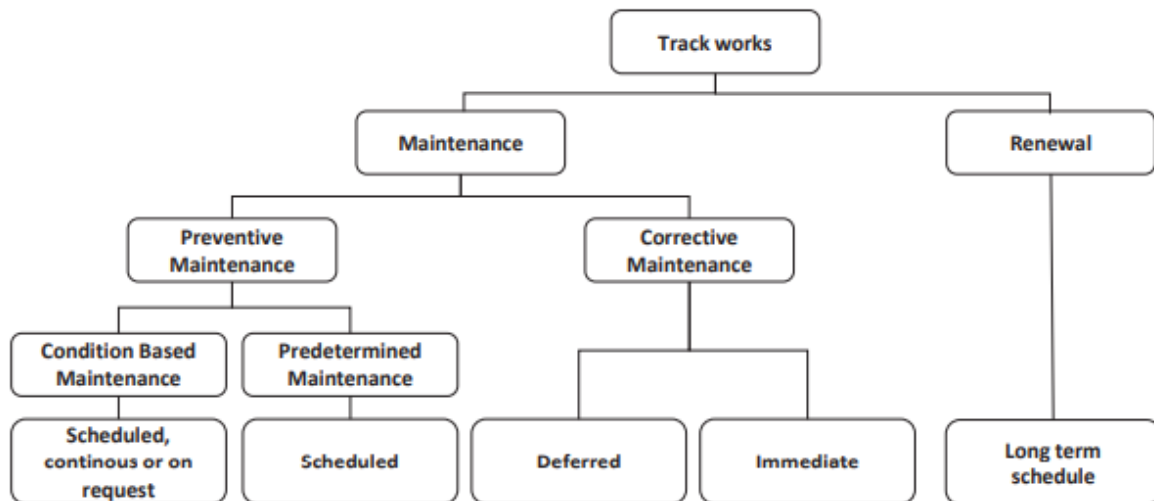 Track works
Maintenance
Renewal
Preventive
Maintenance
Corrective
Maintenance
Condition Based
Maintenance
Predetermined
Maintenance
Scheduled,
continous or on
request
Scheduled
Deferred
Immediate
Long term
schedule